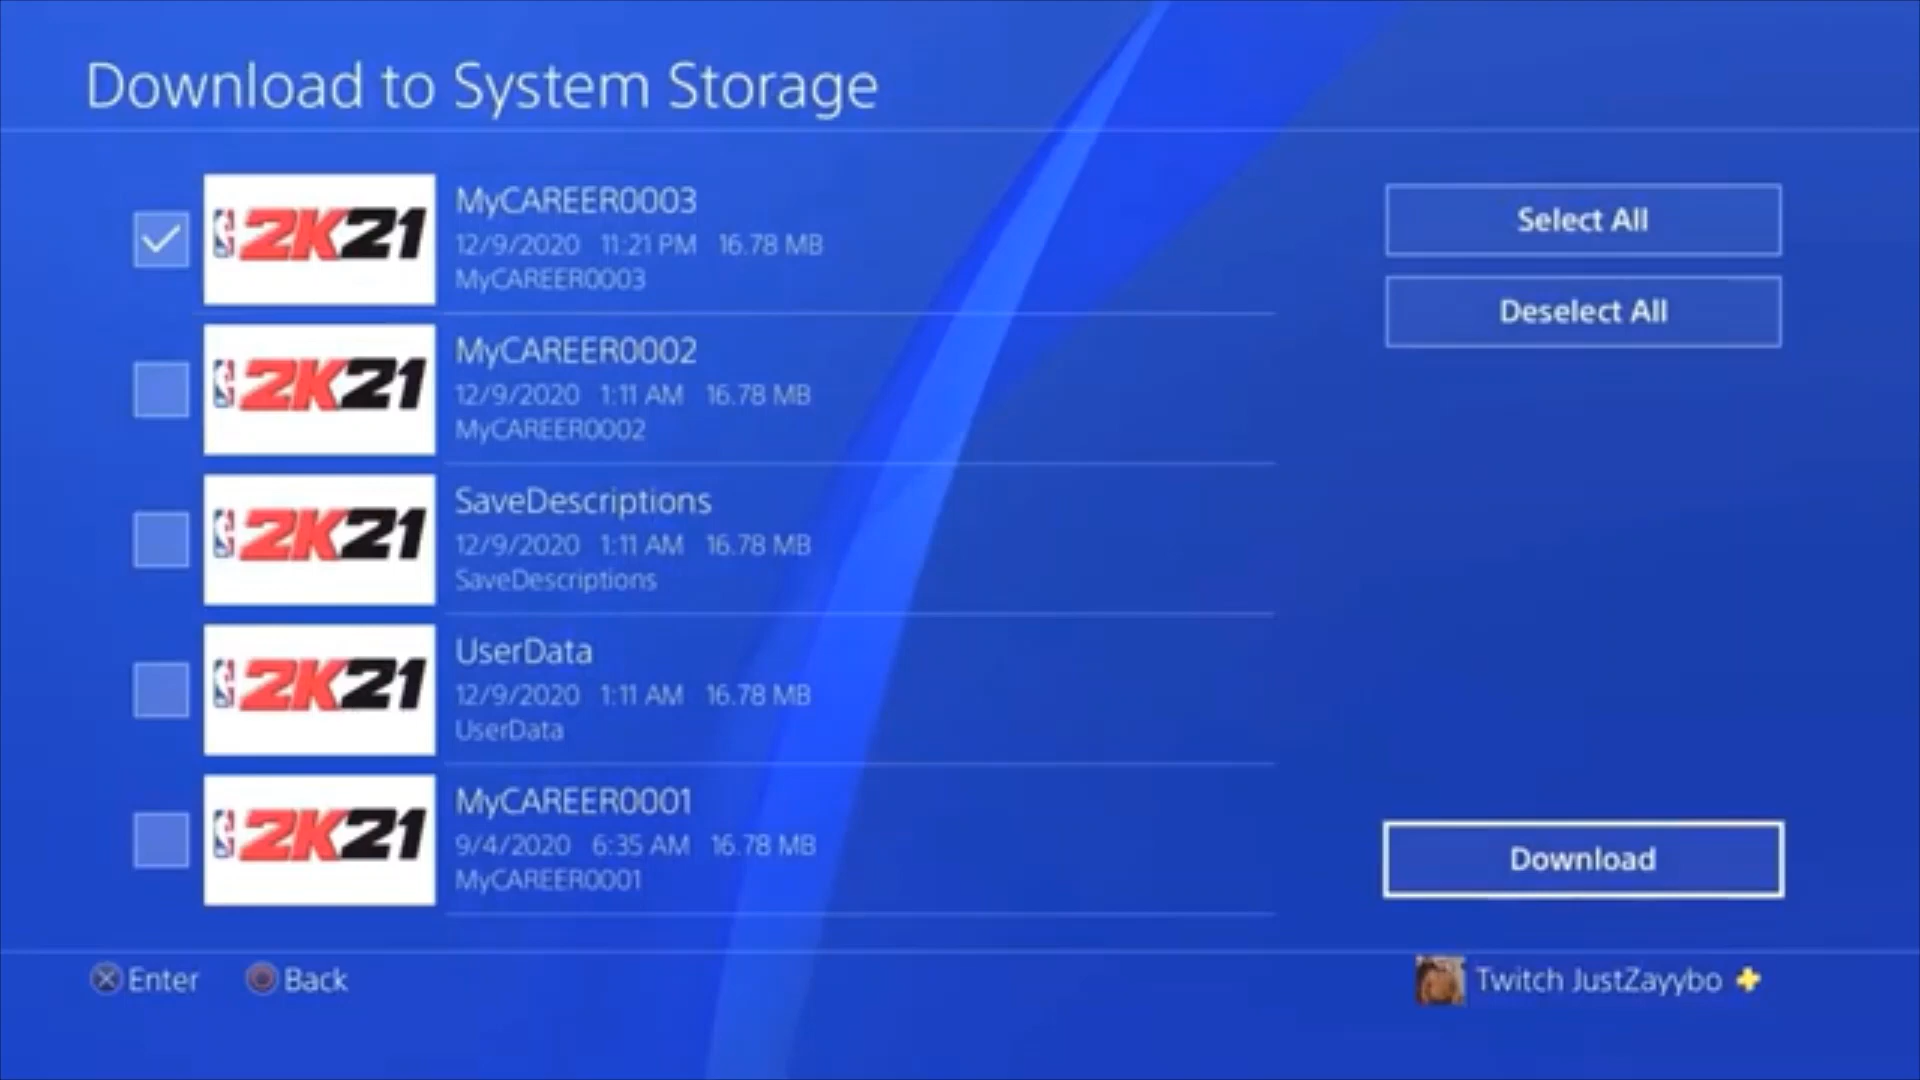 Download to System Storage
2K21
MyCAREER0003
12/9/2020 11:21 PM 16.78 MB
MyCAREER0003
2K21
MyCAREER0002
12/9/2020 1:11 AM 16.78 MB
MyCAREER0002
2K21
SaveDescriptions
12/9/2020 1:11 AM 16.78 MB
SaveDescriptions
2K21
UserData
12/9/2020 1:11 AM 16.78 MB
UserData
2K21
MyCAREER0001
9/4/2020 6:35 AM 16.78 MB
MyCAREER0001
Select All
Deselect All
Download
Enter Back
Twitch JustZayybo